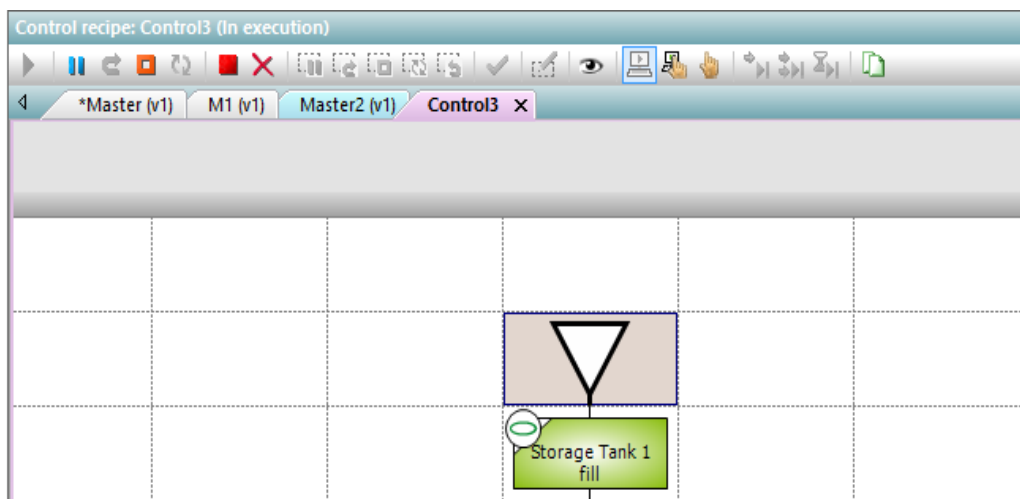 Control recipe: Control3 (In execution)
*Master (v1) M1 (v1) Master2 (v1) Control3
Storage Tank 1
fill